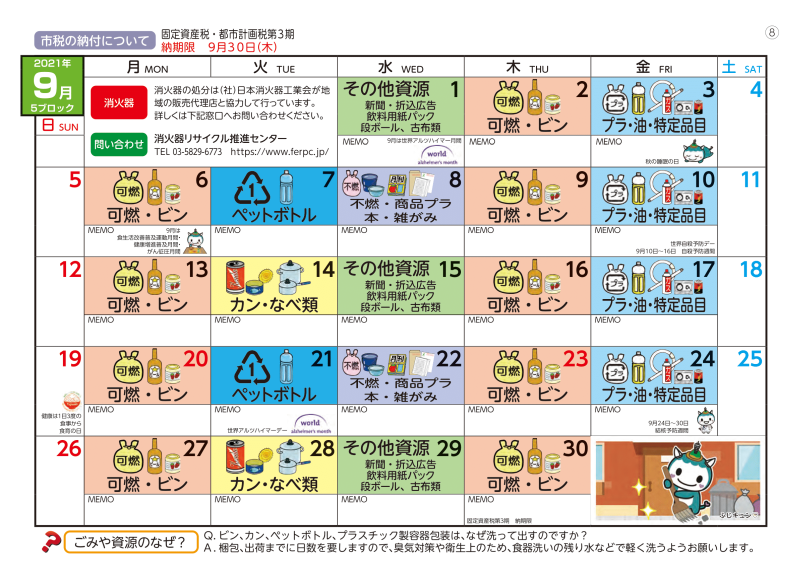 ⑧
市税の納付について
固定資産税・都市計画税第3期
納期限 9月30日(木)
2021年
9月
5ブロック
日 SUN
月 MON
火 TUE
水 WED
木 THU
金 FRI
土 SAT
消火器
消火器の処分は(社)日本消火器工業会が地
域の販売代理店と協力して行っています。
詳しくは下記窓口へお問い合わせください。
問い合わせ
消火器リサイクル推進センター
TEL 03-5829-6773 https://www.ferpc.jp/
その他資源 1
新聞・折込広告
飲料用紙パック
段ボール、古布類
MEMO
9月は世界アルツハイマー月間
world
alzheimer's month
2
可燃
可燃・ビン
MEMO
3
プラ
プラ・油・特定品目
MEMO
秋の睡眠の日
4
5
6
可燃
可燃・ビン
MEMO
9月は
食生活改善普及運動月間・
健康増進普及月間・
がん征圧月間
7
1
ペットボトル
MEMO
8
不燃
不燃・商品プラ
本・雑がみ
MEMO
9
可燃
可燃・ビン
MEMO
10
プラ
プラ・油・特定品目
MEMO
世界自殺予防デー
9月10日~16日 自殺予防週間
11
12
13
可燃
可燃・ビン
MEMO
14
カン・なべ類
MEMO
その他資源 15
新聞・折込広告
飲料用紙パック
段ボール、古布類
MEMO
16
可燃
可燃・ビン
MEMO
17
プラ
プラ・油・特定品目
MEMO
18
19
健康は1日3度の
食事から
食育の日
20
可燃
可燃・ビン
MEMO
21
1
ペットボトル
MEMO
世界アルツハイマーデー
world
alzheimer's month
22
不燃
不燃・商品プラ
本・雑がみ
MEMO
23
可燃
可燃・ビン
MEMO
24
プラ
プラ・油・特定品目
MEMO
9月24日~30日
結核予防週間
25
26
27
可燃
可燃・ビン
MEMO
28
カン・なべ類
MEMO
その他資源 29
新聞・折込広告
飲料用紙パック
段ボール、古布類
MEMO
30
可燃
可燃・ビン
MEMO
固定資産税第3期 納期限
ふじキュン♡
ごみや資源のなぜ?
Q. ビン、カン、ペットボトル、プラスチック製容器包装は、なぜ洗って出すのですか?
A. 梱包、出荷までに日数を要しますので、臭気対策や衛生上のため、食器洗いの残り水などで軽く洗うようお願いします。